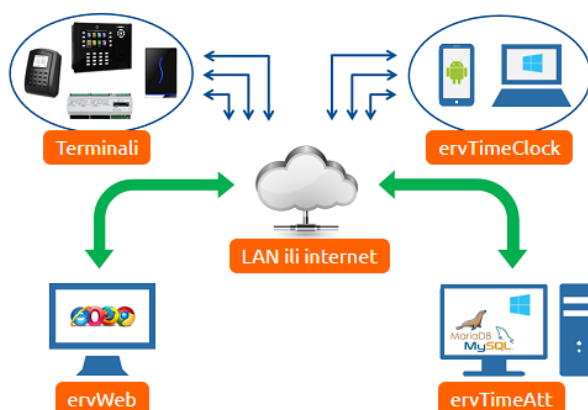 Terminali
ervTimeClock
LAN ili internet
MariaDB
MySQL
ervWeb
ervTimeAtt